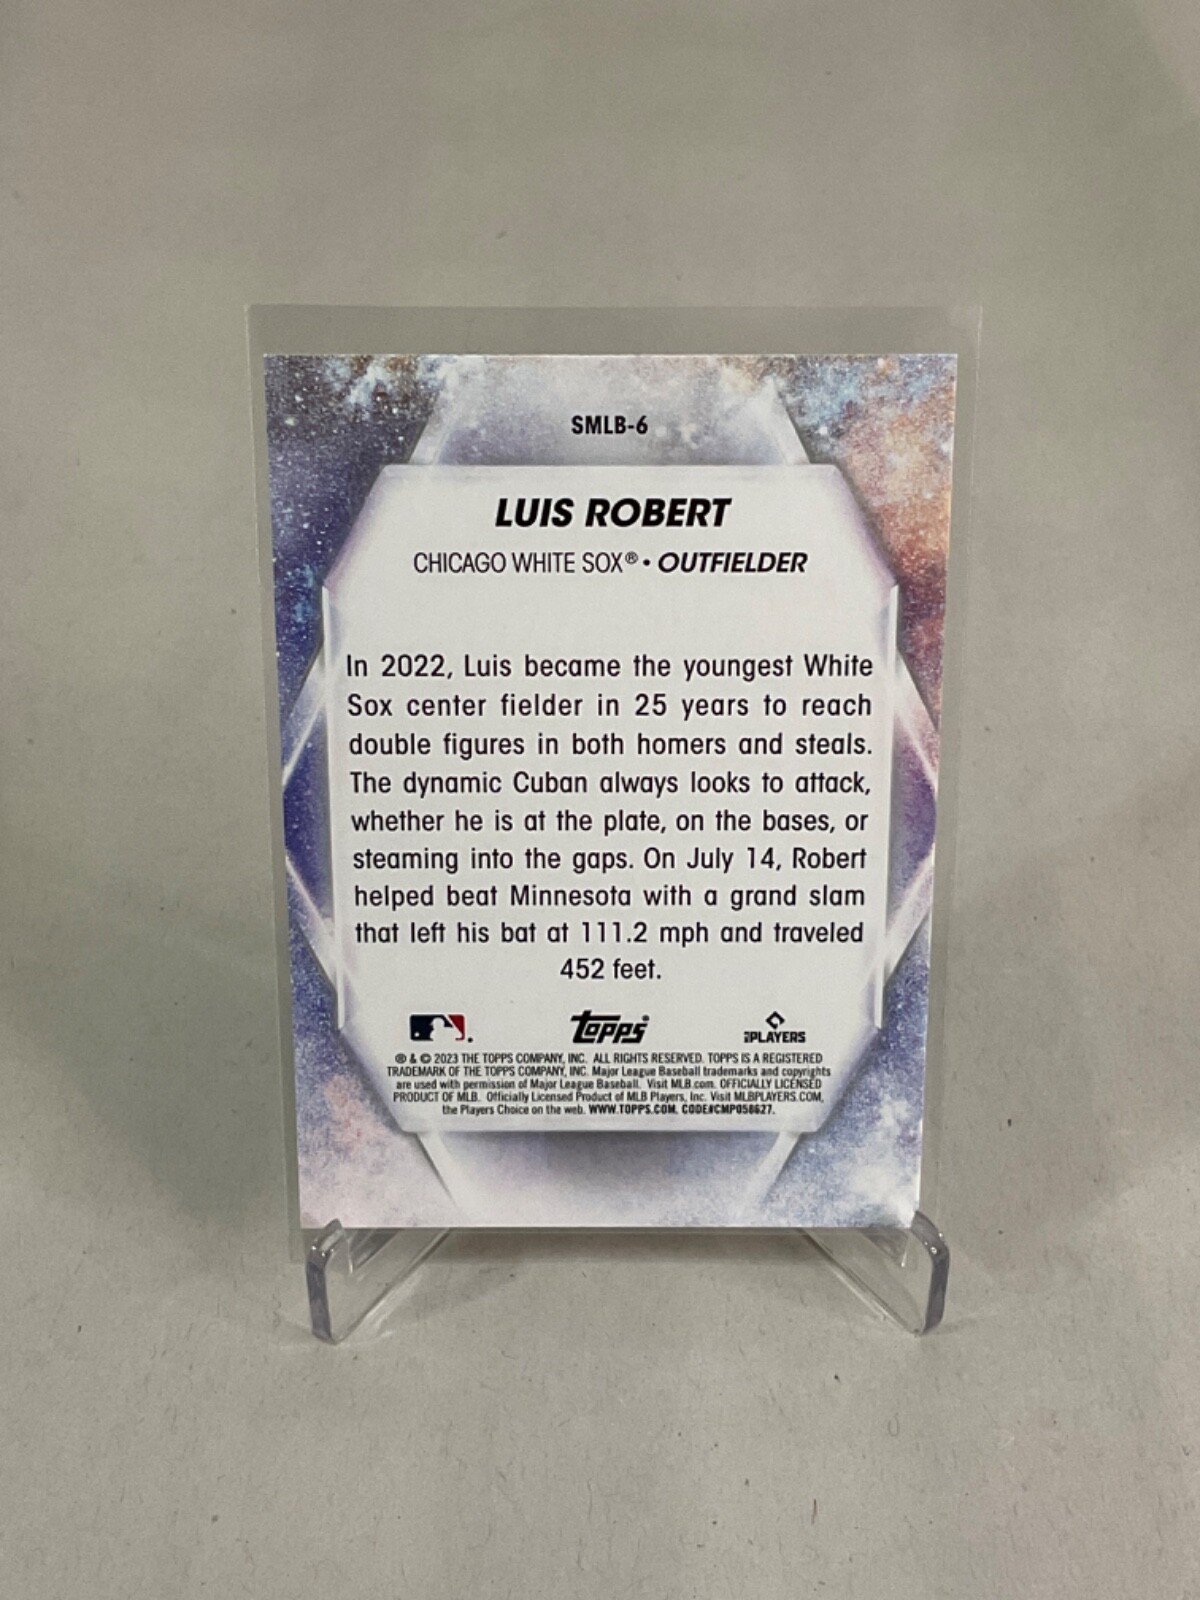 SMLB-6
LUIS ROBERT
CHICAGO WHITE SOX® • OUTFIELDER
In 2022, Luis became the youngest White
Sox center fielder in 25 years to reach
double figures in both homers and steals.
The dynamic Cuban always looks to attack,
whether he is at the plate, on the bases, or
steaming into the gaps. On July 14, Robert
helped beat Minnesota with a grand slam
that left his bat at 111.2 mph and traveled
452 feet.
topps® PLAYERS
® & © 2023 THE TOPPS COMPANY, INC. ALL RIGHTS RESERVED. TOPPS IS A REGISTERED
TRADEMARK OF THE TOPPS COMPANY, INC. Major League Baseball trademarks and copyrights
are used with permission of Major League Baseball. Visit MLB.com. OFFICIALLY LICENSED
PRODUCT OF MLB. Officially Licensed Product of MLB Players, Inc. Visit MLBPLAYERS.COM,
the Players Choice on the web. WWW.TOPPS.COM. CODE#CMP058627.